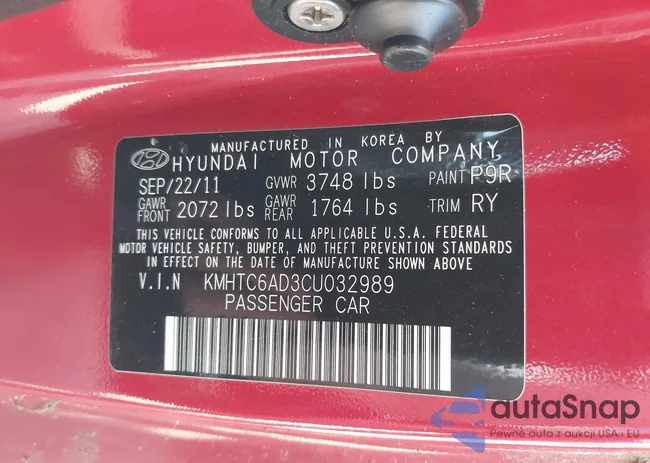 MANUFACTURED IN KOREA BY
HYUNDAI MOTOR COMPANY
SEP/22/11 GVWR 3748 lbs PAINT P9R
GAWR FRONT 2072 lbs GAWR REAR 1764 lbs TRIM RY
THIS VEHICLE CONFORMS TO ALL APPLICABLE U.S.A. FEDERAL
MOTOR VEHICLE SAFETY, BUMPER, AND THEFT PREVENTION STANDARDS
IN EFFECT ON THE DATE OF MANUFACTURE SHOWN ABOVE
V.I.N KMHTC6AD3CU032989
PASSENGER CAR
autaSnap
Pewne auta z aukcji USA i EU